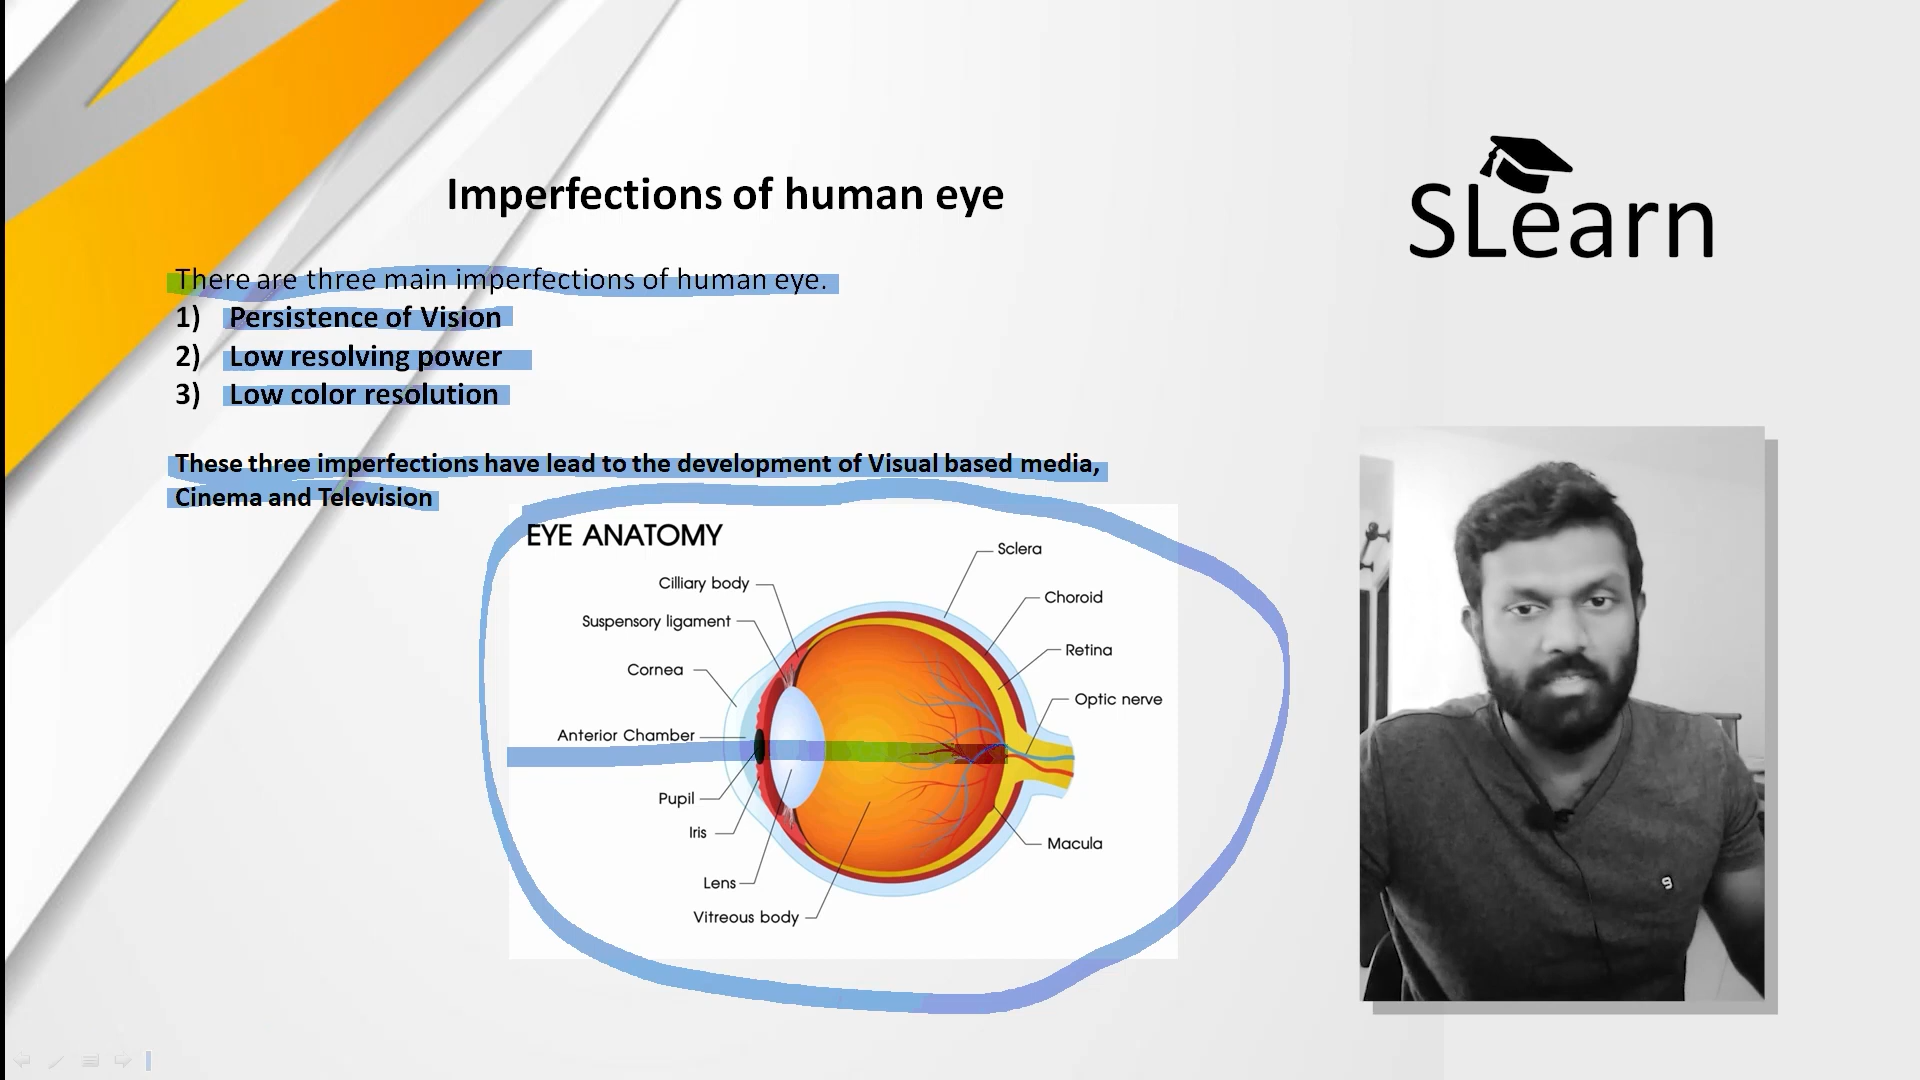 Imperfections of human eye
SLearn
There are three main imperfections of human eye.
1) Persistence of Vision
2) Low resolving power
3) Low color resolution
These three imperfections have lead to the development of Visual based media,
Cinema and Television
EYE ANATOMY
Sclera
Cilliary body
Choroid
Suspensory ligament
Retina
Cornea
Optic nerve
Anterior Chamber
Pupil
Iris
Macula
Lens
Vitreous body
9